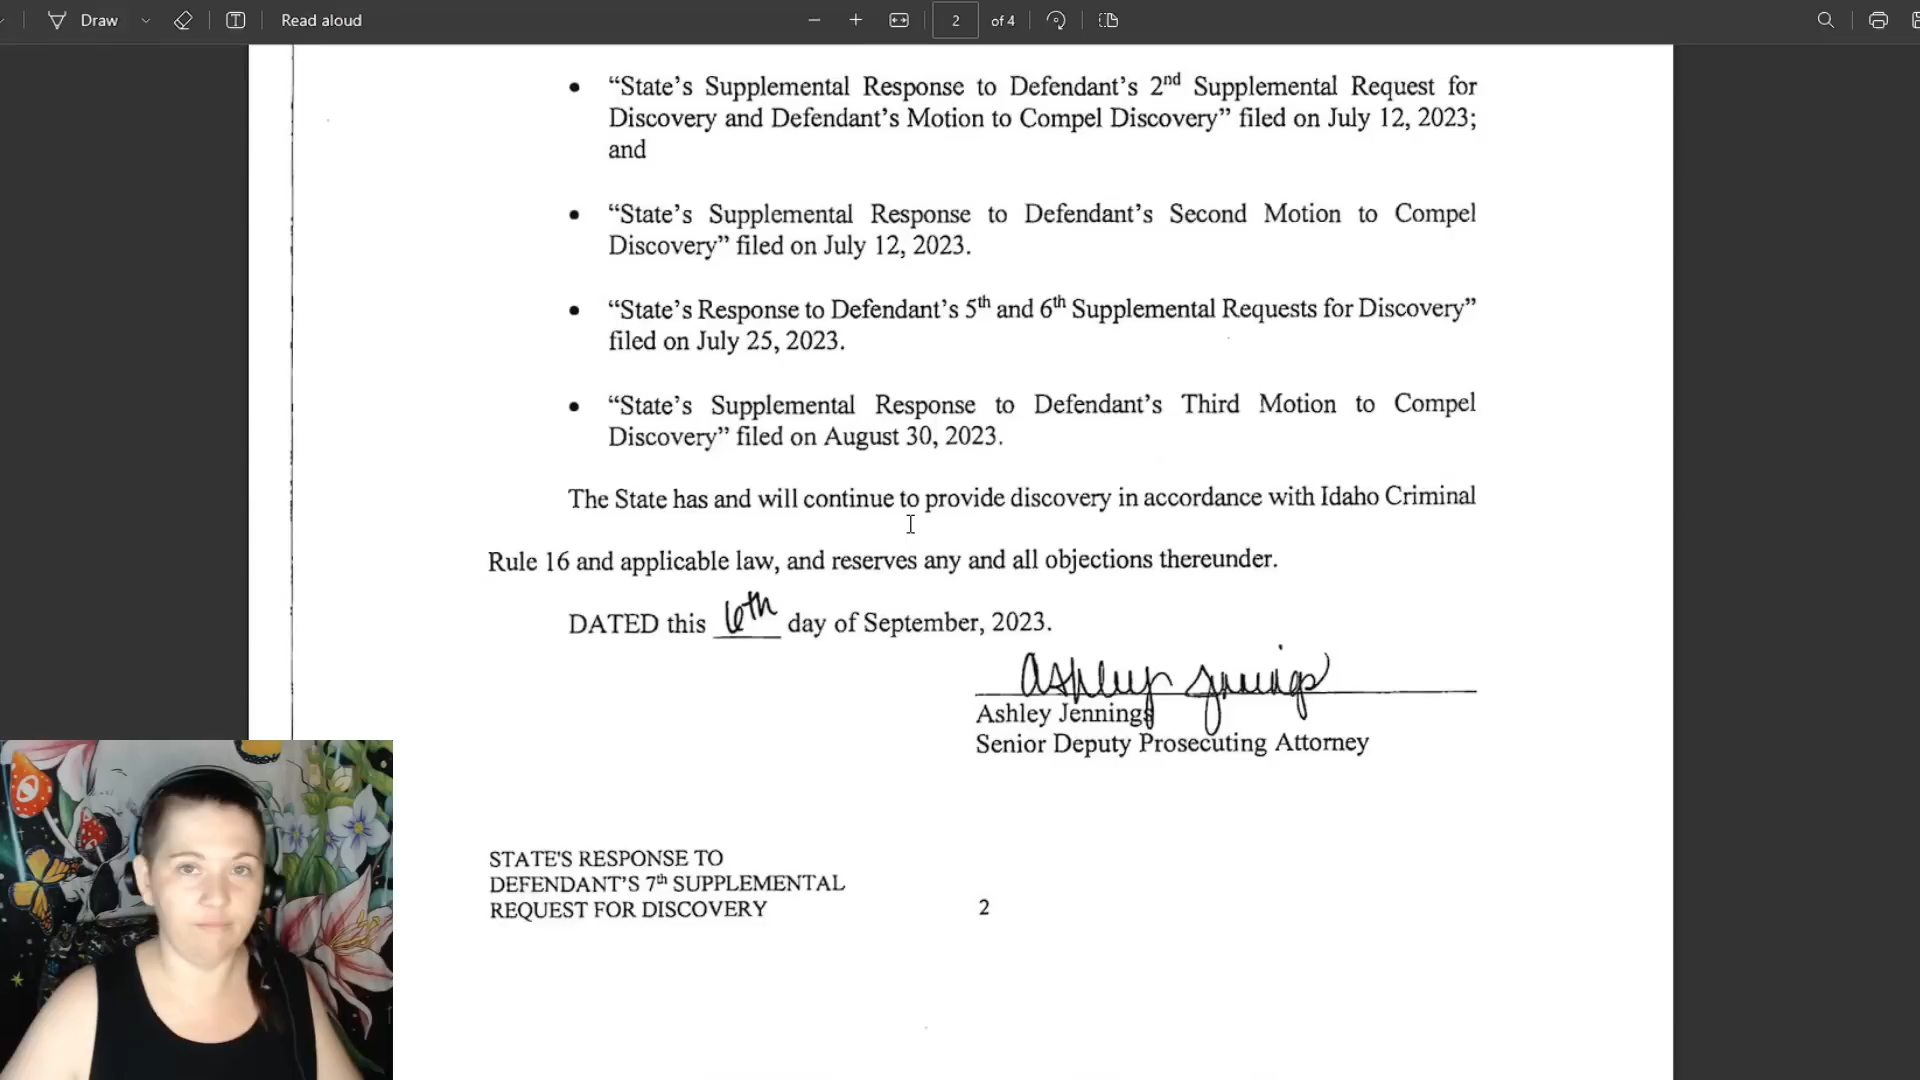 Draw
Read aloud
2 of 4
• “State’s Supplemental Response to Defendant’s 2nd Supplemental Request for
Discovery and Defendant’s Motion to Compel Discovery” filed on July 12, 2023;
and
• “State’s Supplemental Response to Defendant’s Second Motion to Compel
Discovery” filed on July 12, 2023.
• “State’s Response to Defendant’s 5th and 6th Supplemental Requests for Discovery”
filed on July 25, 2023.
• “State’s Supplemental Response to Defendant’s Third Motion to Compel
Discovery” filed on August 30, 2023.
The State has and will continue to provide discovery in accordance with Idaho Criminal
Rule 16 and applicable law, and reserves any and all objections thereunder.
DATED this 6th day of September, 2023.
Ashley Jennings
Ashley Jennings
Senior Deputy Prosecuting Attorney
STATE'S RESPONSE TO
DEFENDANT'S 7th SUPPLEMENTAL
REQUEST FOR DISCOVERY
2